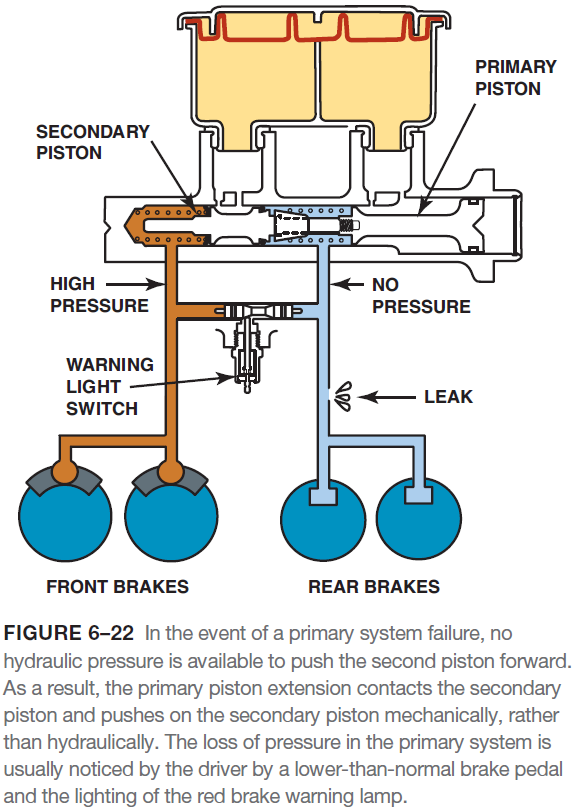 PRIMARY
PISTON
SECONDARY
PISTON
HIGH
PRESSURE
NO
PRESSURE
WARNING
LIGHT
SWITCH
LEAK
FRONT BRAKES
REAR BRAKES
FIGURE 6–22 In the event of a primary system failure, no
hydraulic pressure is available to push the second piston forward.
As a result, the primary piston extension contacts the secondary
piston and pushes on the secondary piston mechanically, rather
than hydraulically. The loss of pressure in the primary system is
usually noticed by the driver by a lower-than-normal brake pedal
and the lighting of the red brake warning lamp.